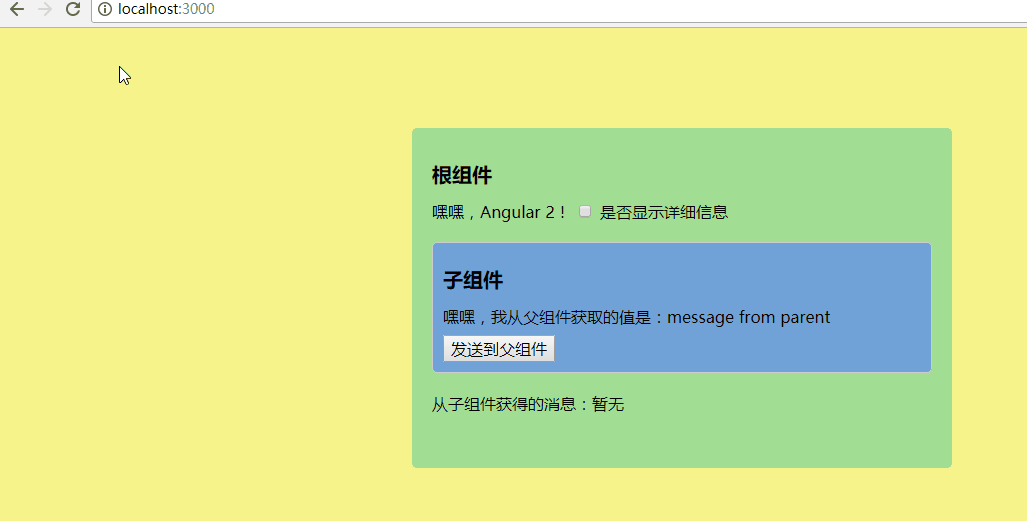 localhost:3000
根组件
嘿嘿，Angular 2！ 是否显示详细信息
子组件
嘿嘿，我从父组件获取的值是：message from parent
发送到父组件
从子组件获得的消息：暂无